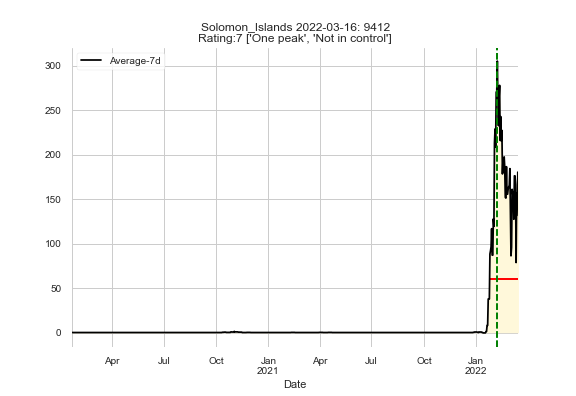 Solomon_Islands 2022-03-16: 9412
Rating:7 ['One peak', 'Not in control']
Average-7d
300
250
200
150
100
50
0
Apr Jul Oct Jan Apr Jul Oct Jan
2021 2022
Date